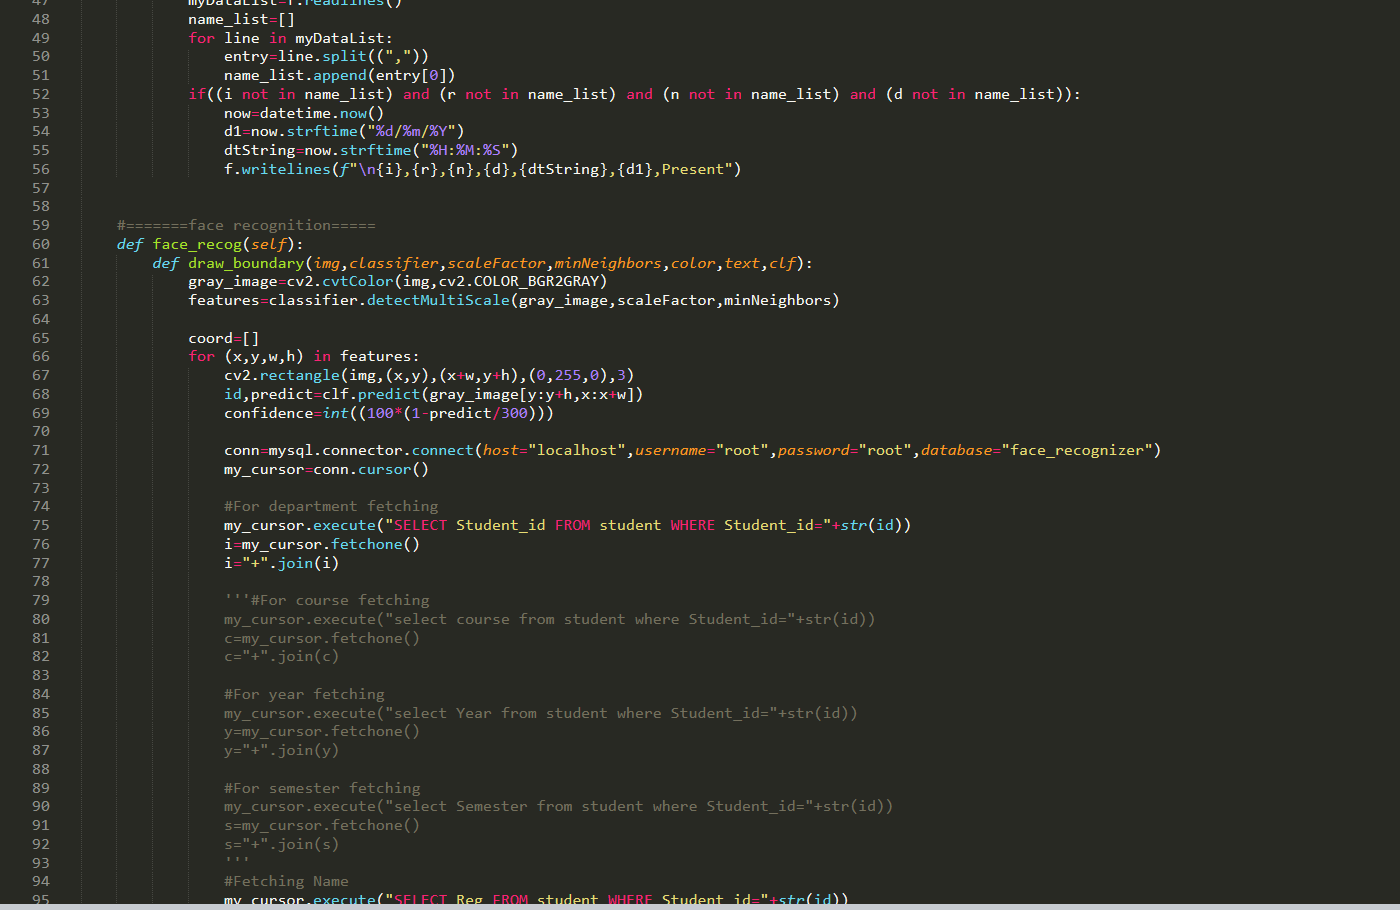 47 myDataList=f.readlines()
48 name_list=[]
49 for line in myDataList:
50 entry=line.split((","))
51 name_list.append(entry[0])
52 if((i not in name_list) and (r not in name_list) and (n not in name_list) and (d not in name_list)):
53 now=datetime.now()
54 d1=now.strftime("%d/%m/%Y")
55 dtString=now.strftime("%H:%M:%S")
56 f.writelines(f"\n{i},{r},{n},{d},{dtString},{d1},Present")
57
58
59 #=======face recognition=====
60 def face_recog(self):
61 def draw_boundary(img,classifier,scaleFactor,minNeighbors,color,text,clf):
62 gray_image=cv2.cvtColor(img,cv2.COLOR_BGR2GRAY)
63 features=classifier.detectMultiScale(gray_image,scaleFactor,minNeighbors)
64
65 coord=[]
66 for (x,y,w,h) in features:
67 cv2.rectangle(img,(x,y),(x+w,y+h),(0,255,0),3)
68 id,predict=clf.predict(gray_image[y:y+h,x:x+w])
69 confidence=int((100*(1-predict/300)))
70
71 conn=mysql.connector.connect(host="localhost",username="root",password="root",database="face_recognizer")
72 my_cursor=conn.cursor()
73
74 #For department fetching
75 my_cursor.execute("SELECT Student_id FROM student WHERE Student_id="+str(id))
76 i=my_cursor.fetchone()
77 i="+".join(i)
78
79 '''#For course fetching
80 my_cursor.execute("select course from student where Student_id="+str(id))
81 c=my_cursor.fetchone()
82 c="+".join(c)
83
84 #For year fetching
85 my_cursor.execute("select Year from student where Student_id="+str(id))
86 y=my_cursor.fetchone()
87 y="+".join(y)
88
89 #For semester fetching
90 my_cursor.execute("select Semester from student where Student_id="+str(id))
91 s=my_cursor.fetchone()
92 s="+".join(s)
93 '''
94 #Fetching Name
95 my_cursor.execute("SELECT Reg FROM student WHERE Student_id="+str(id))